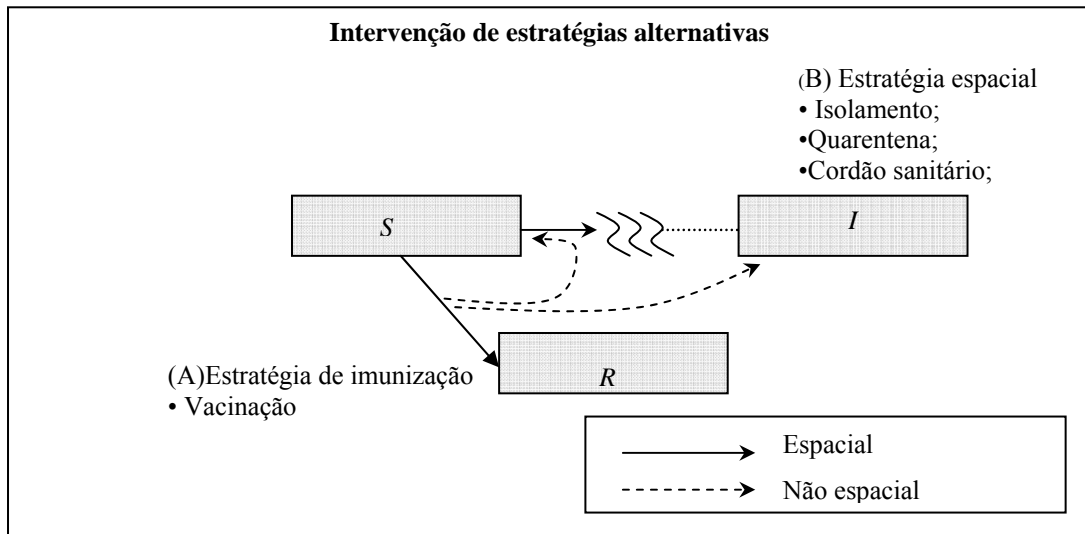 Intervenção de estratégias alternativas
(B) Estratégia espacial
• Isolamento;
•Quarentena;
•Cordão sanitário;
S
I
R
(A)Estratégia de imunização
• Vacinação
Espacial
Não espacial